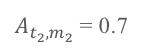 A_{t_2,m_2} = 0.7